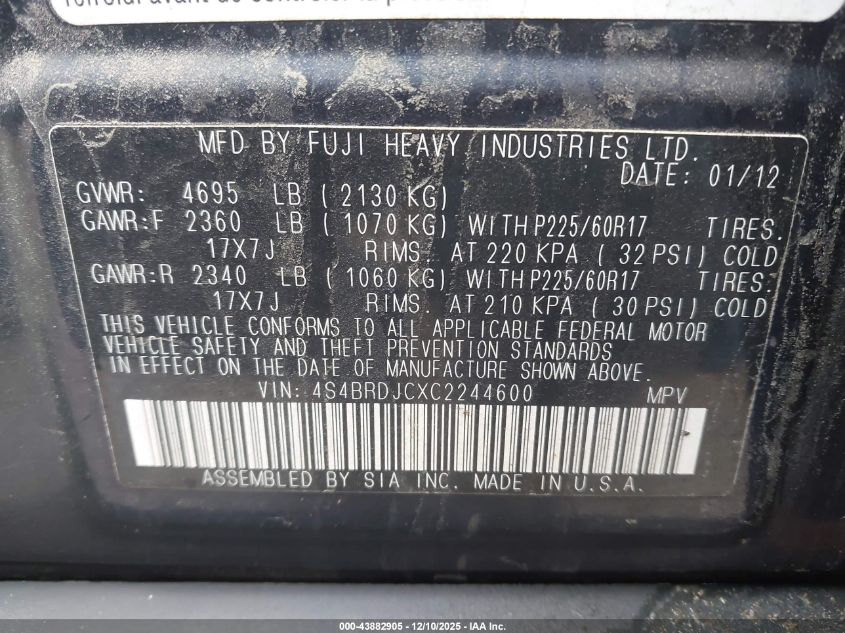 MFD BY FUJI HEAVY INDUSTRIES LTD.
DATE: 01/12
GVWR: 4695 LB ( 2130 KG)
GAWR:F 2360 LB ( 1070 KG) WITH P225/60R17 TIRES.
17X7J RIMS. AT 220 KPA ( 32 PSI) COLD
GAWR:R 2340 LB ( 1060 KG) WITH P225/60R17 TIRES.
17X7J RIMS. AT 210 KPA ( 30 PSI) COLD
THIS VEHICLE CONFORMS TO ALL APPLICABLE FEDERAL MOTOR
VEHICLE SAFETY AND THEFT PREVENTION STANDARDS
IN EFFECT ON THE DATE OF MANUFACTURE SHOWN ABOVE.
VIN: 4S4BRDJCXC2244600 MPV
ASSEMBLED BY SIA INC. MADE IN U.S.A.
000-43882905 - 12/10/2025 - IAA Inc.